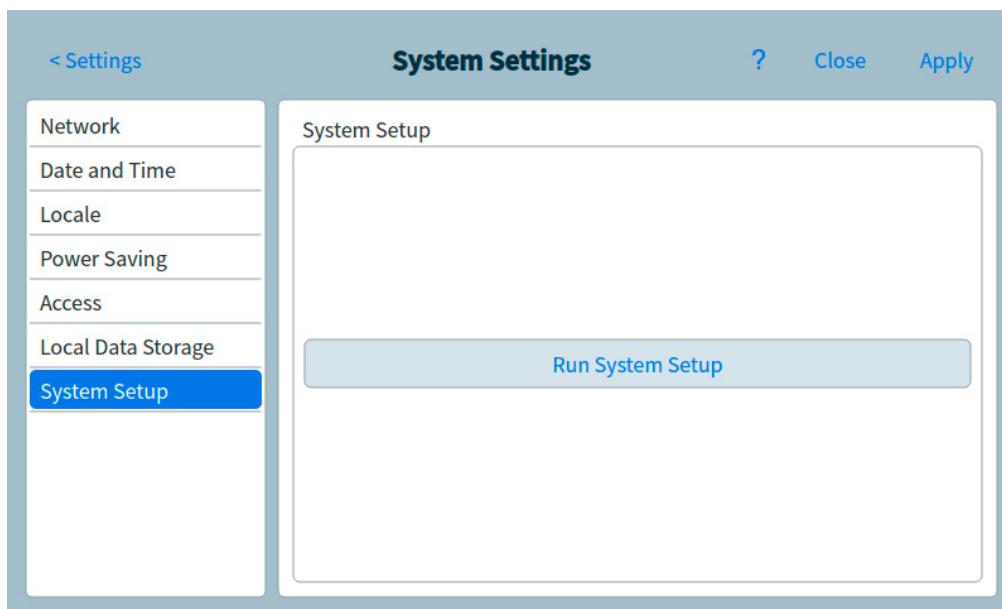 < Settings
System Settings
?
Close
Apply
Network
Date and Time
Locale
Power Saving
Access
Local Data Storage
System Setup
System Setup
Run System Setup